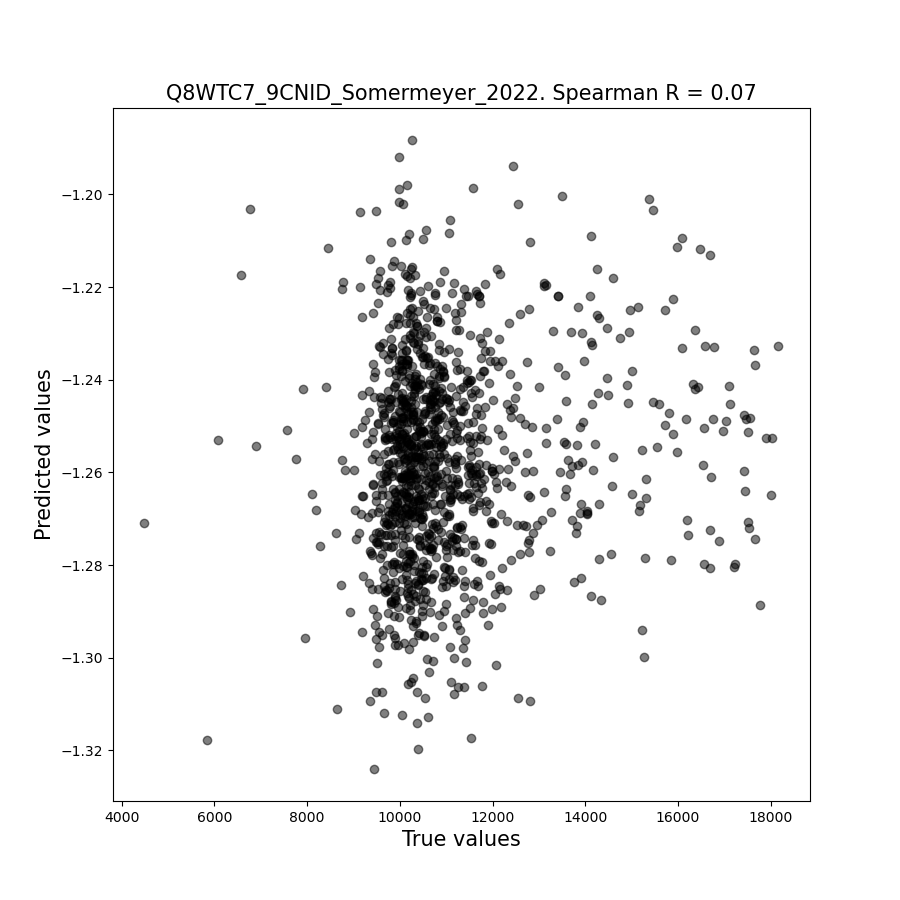 Q8WTC7_9CNID_Somermeyer_2022. Spearman R = 0.07
−1.20
−1.22
−1.24
−1.26
−1.28
−1.30
−1.32
Predicted values
4000 6000 8000 10000 12000 14000 16000 18000
True values